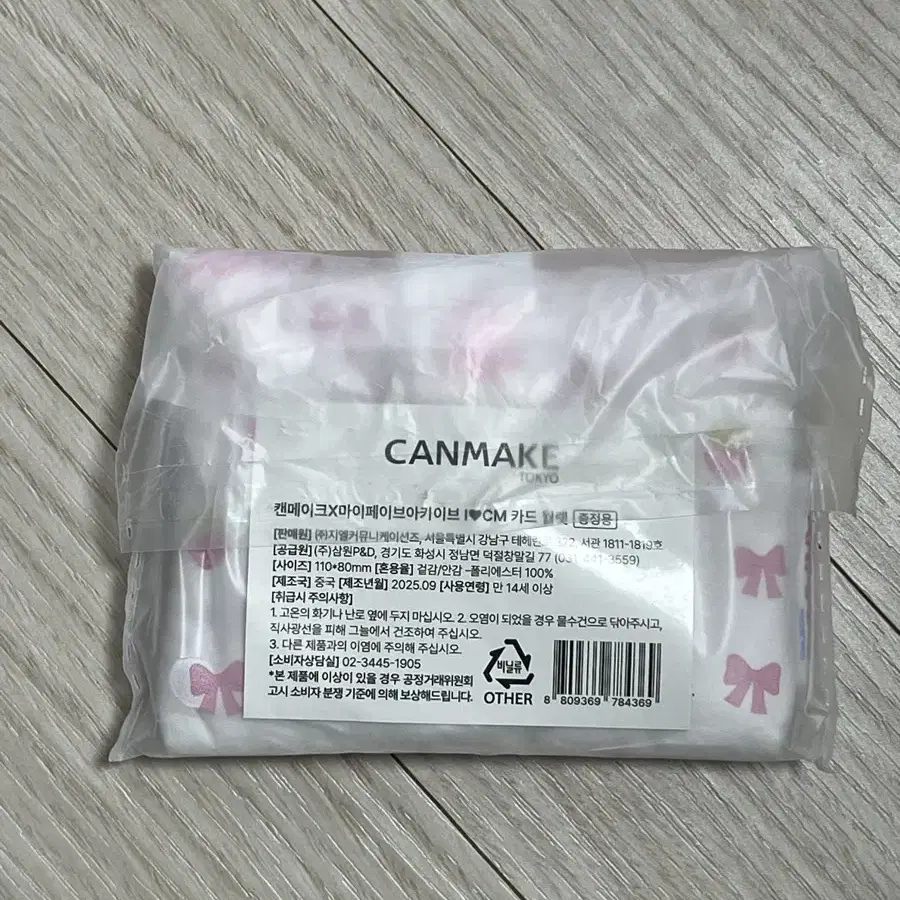 CANMAKE
TOKYO
캔메이크X마이페이브아카이브 I♥CM 카드 월렛 증정용
[판매원] ㈜지엘커뮤니케이션즈, 서울특별시 강남구 테헤란로 322, 서관 1811-1819호
[공급원] (주)삼원P&D, 경기도 화성시 정남면 덕절창말길 77 (031-441-3559)
[사이즈] 110*80mm [혼용율] 겉감/안감 -폴리에스터 100%
[제조국] 중국 [제조년월] 2025.09 [사용연령] 만 14세 이상
[취급시 주의사항]
1. 고온의 화기나 난로 옆에 두지 마십시오. 2. 오염이 되었을 경우 물수건으로 닦아주시고,
직사광선을 피해 그늘에서 건조하여 주십시오.
3. 다른 제품과의 이염에 주의해 주십시오.
[소비자상담실] 02-3445-1905
*본 제품에 이상이 있을 경우 공정거래위원회
고시 소비자 분쟁 기준에 의해 보상해드립니다.
비닐류
OTHER
8 809369 784369